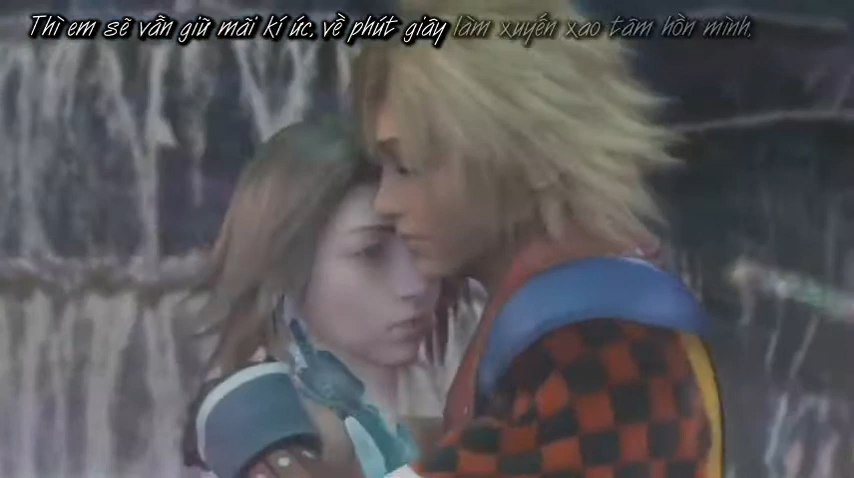 Thì em sẽ vẫn giữ mãi kí ức, về phút giây làm xuyến xao tâm hồn mình.